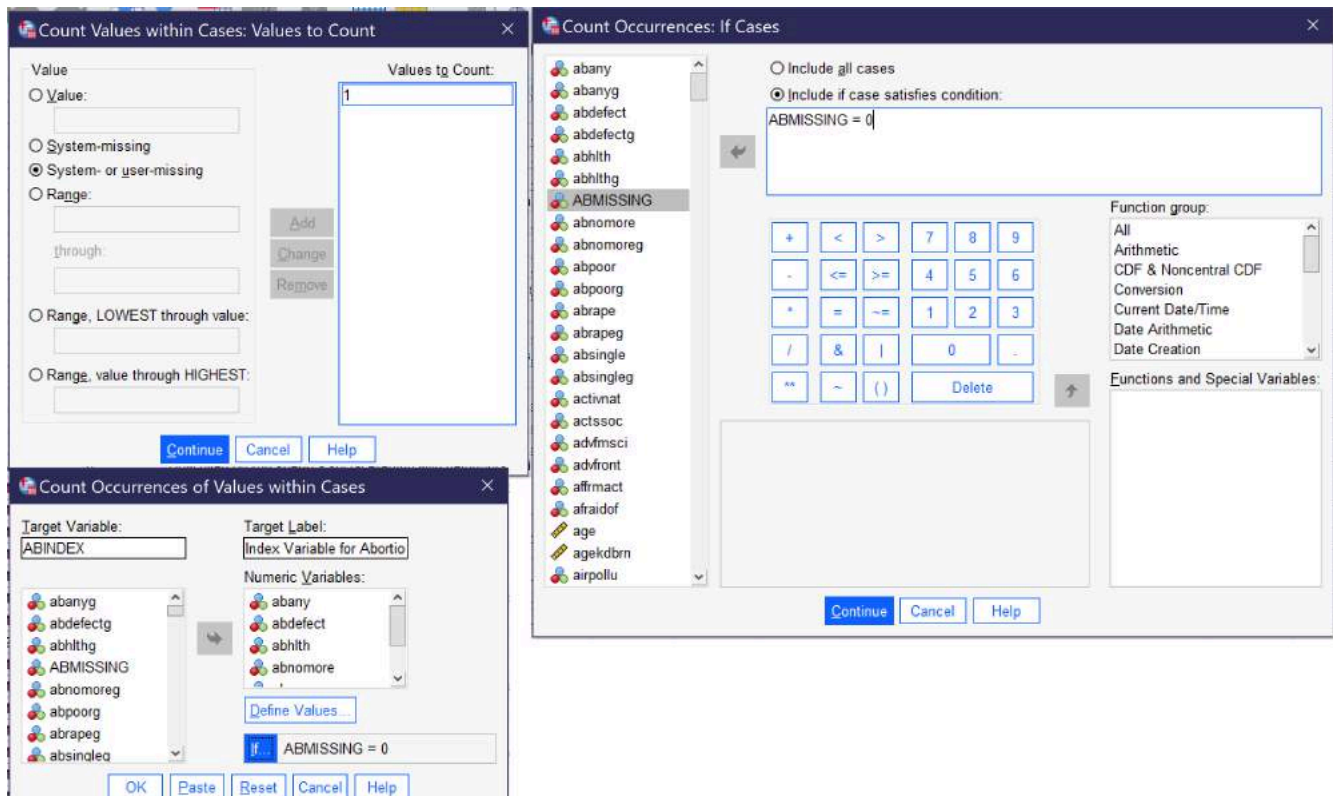 Count Values within Cases: Values to Count
Value
Values to Count:
Value:
1
System-missing
System- or user-missing
Range:
Add
through:
Change
Remove
Range, LOWEST through value:
Range, value through HIGHEST:
Continue
Cancel
Help
Count Occurrences of Values within Cases
Target Variable:
Target Label:
ABINDEX
Index Variable for Abortio
Numeric Variables:
abanyg
abdefectg
abhlthg
ABMISSING
abnomoreg
abpoorg
abrapeg
absingleg
abany
abdefect
abhlth
abnomore
Define Values...
If...
ABMISSING = 0
OK
Paste
Reset
Cancel
Help
Count Occurrences: If Cases
abany
abanyg
abdefect
abdefectg
abhlth
abhlthg
ABMISSING
abnomore
abnomoreg
abpoor
abpoorg
abrape
abrapeg
absingle
absingleg
activnat
actssoc
advfmsci
advfront
affrmact
afraidof
age
agekdbrn
airpollu
Include all cases
Include if case satisfies condition:
ABMISSING = 0
+ < > 7 8 9
- <= >= 4 5 6
* = ~= 1 2 3
/ & | 0 .
** ~ ( ) Delete
Function group:
All
Arithmetic
CDF & Noncentral CDF
Conversion
Current Date/Time
Date Arithmetic
Date Creation
Functions and Special Variables:
Continue
Cancel
Help